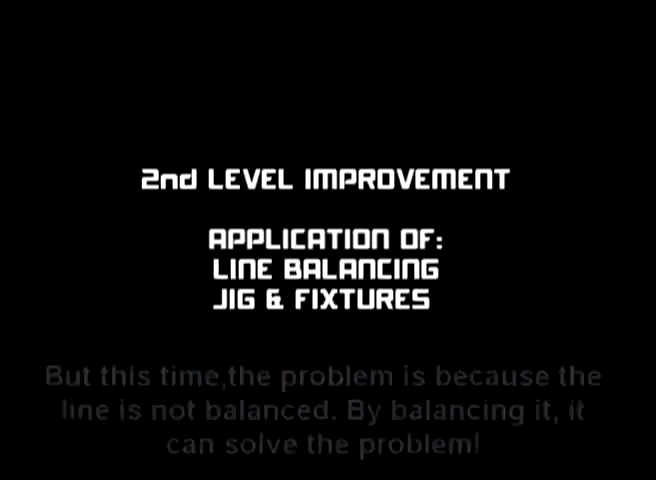 2nd LEVEL IMPROVEMENT
APPLICATION OF:
LINE BALANCING
JIG & FIXTURES
But this time,the problem is because the
line is not balanced. By balancing it, it
can solve the problem!